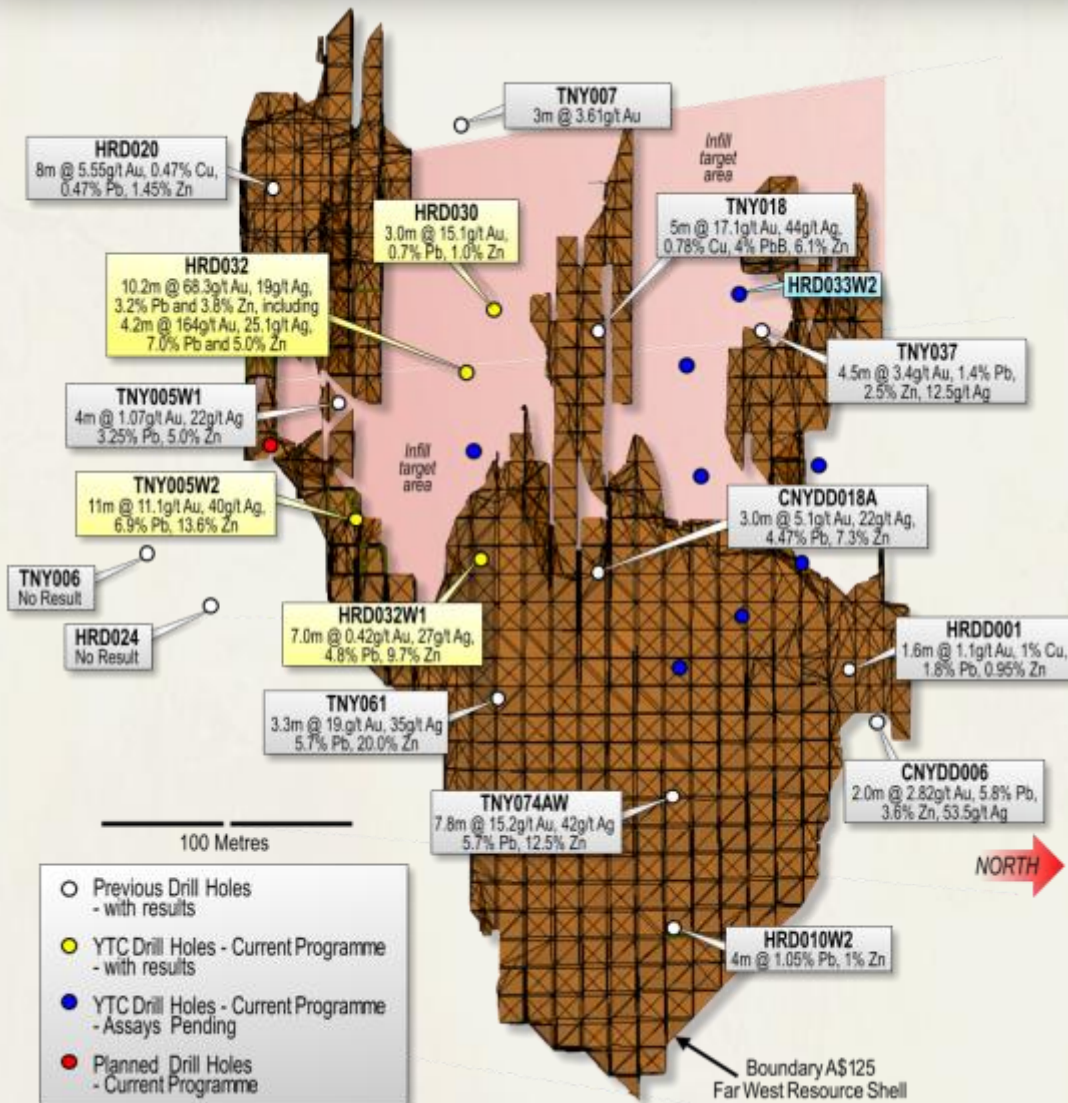 TNY007
3m @ 3.61g/t Au
HRD020
8m @ 5.55g/t Au, 0.47% Cu,
0.47% Pb, 1.45% Zn
Infill
target
area
HRD030
3.0m @ 15.1g/t Au,
0.7% Pb, 1.0% Zn
TNY018
5m @ 17.1g/t Au, 44g/t Ag,
0.78% Cu, 4% PbB, 6.1% Zn
HRD032
10.2m @ 68.3g/t Au, 19g/t Ag,
3.2% Pb and 3.8% Zn, including
4.2m @ 164g/t Au, 25.1g/t Ag,
7.0% Pb and 5.0% Zn
HRD033W2
TNY037
4.5m @ 3.4g/t Au, 1.4% Pb,
2.5% Zn, 12.5g/t Ag
TNY005W1
4m @ 1.07g/t Au, 22g/t Ag
3.25% Pb, 5.0% Zn
Infill
target
area
TNY005W2
11m @ 11.1g/t Au, 40g/t Ag,
6.9% Pb, 13.6% Zn
CNYDD018A
3.0m @ 5.1g/t Au, 22g/t Ag,
4.47% Pb, 7.3% Zn
TNY006
No Result
HRD024
No Result
HRD032W1
7.0m @ 0.42g/t Au, 27g/t Ag,
4.8% Pb, 9.7% Zn
HRDD001
1.6m @ 1.1g/t Au, 1% Cu,
1.8% Pb, 0.95% Zn
TNY061
3.3m @ 19.g/t Au, 35g/t Ag
5.7% Pb, 20.0% Zn
CNYDD006
2.0m @ 2.82g/t Au, 5.8% Pb,
3.6% Zn, 53.5g/t Ag
TNY074AW
7.8m @ 15.2g/t Au, 42g/t Ag
5.7% Pb, 12.5% Zn
100 Metres
NORTH
HRD010W2
4m @ 1.05% Pb, 1% Zn
Previous Drill Holes
- with results
YTC Drill Holes - Current Programme
- with results
YTC Drill Holes - Current Programme
- Assays Pending
Planned Drill Holes
- Current Programme
Boundary A$125
Far West Resource Shell